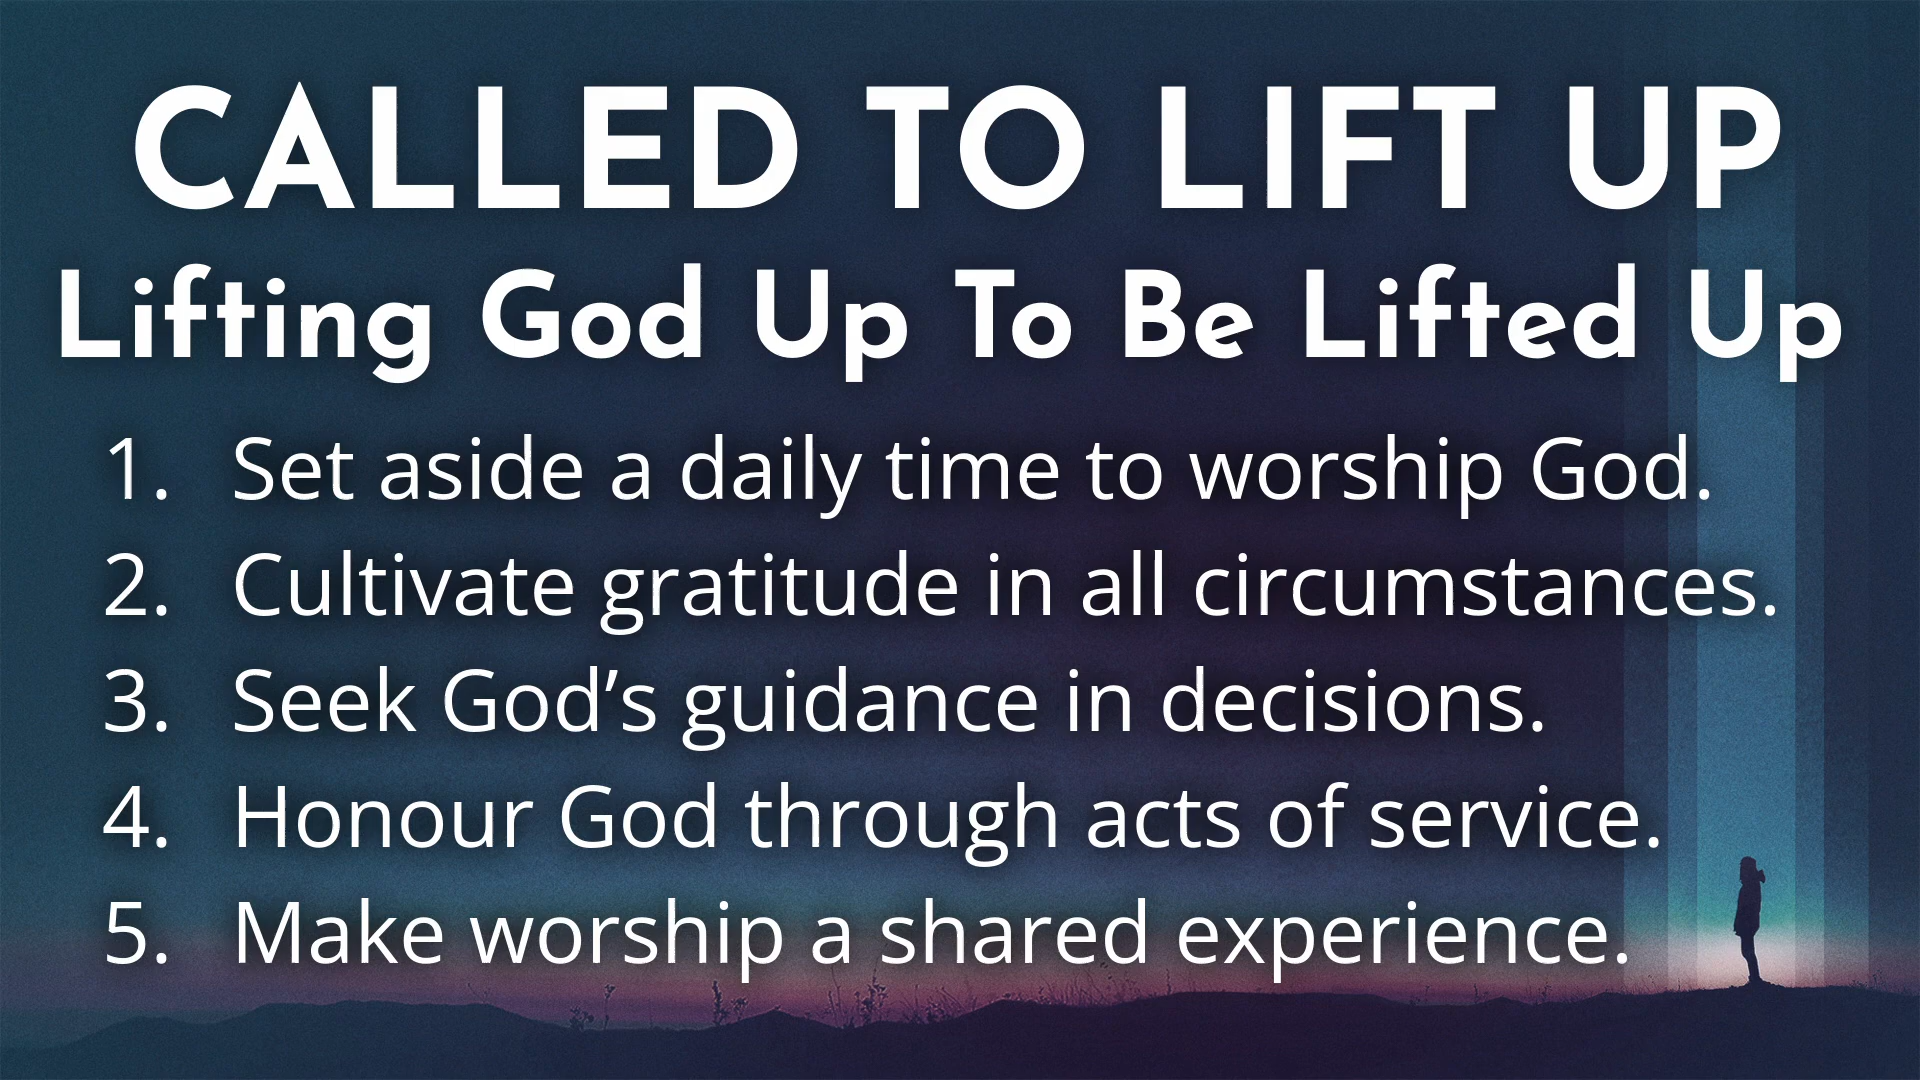 CALLED TO LIFT UP
Lifting God Up To Be Lifted Up
1. Set aside a daily time to worship God.
2. Cultivate gratitude in all circumstances.
3. Seek God’s guidance in decisions.
4. Honour God through acts of service.
5. Make worship a shared experience.